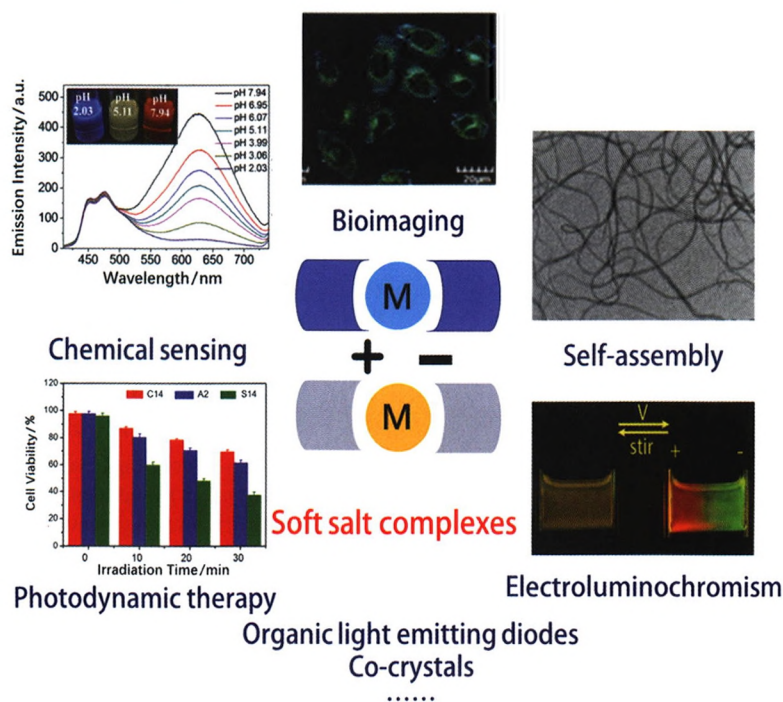 500
400
300
200
100
0
Emission Intensity / a.u.
pH 2.03
pH 5.11
pH 7.94
pH 7.94
pH 6.95
pH 6.07
pH 5.11
pH 3.99
pH 3.06
pH 2.03
450 500 550 600 650 700
Wavelength/nm
Chemical sensing
20μm
Bioimaging
Self-assembly
M
+ −
M
Soft salt complexes
120
100
80
60
40
20
0
Cell Viability / %
C14 A2 S14
0 10 20 30
Irradiation Time /min
Photodynamic therapy
V
stir
+ -
Electroluminochromism
Organic light emitting diodes
Co-crystals
......